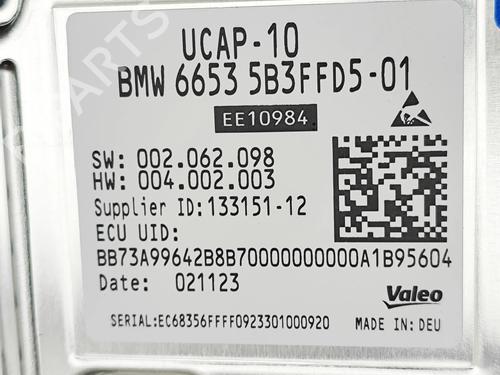 UCAP-10
BMW 6653 5B3FFD5-01
EE10984
SW: 002.062.098
HW: 004.002.003
Supplier ID:133151-12
ECU UID:
BB73A99642B8B70000000000A1B95604
Date: 021123
Valeo
SERIAL:EC68356FFFF0923301000920 MADE IN: DEU